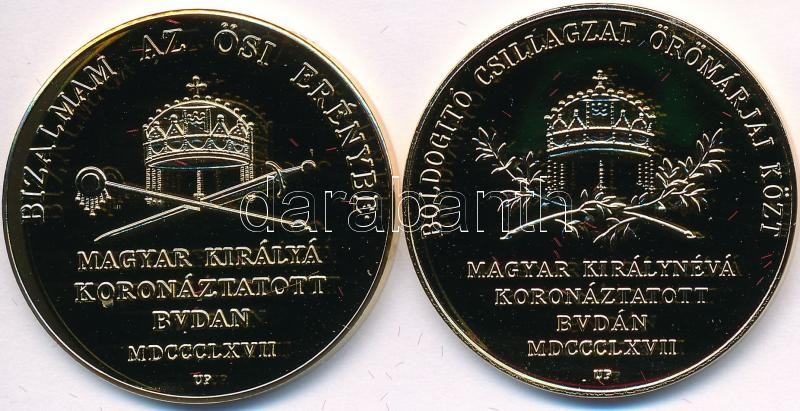 BIZALMAM AZ ŐSI ERÉNYBEN
MAGYAR KIRÁLYÁ
KORONÁZTATOTT
BVDAN
MDCCCLXVII
UP
BOLDOGITÓ CSILLAGZAT ÖRÖMÁRJAI KÖZT
MAGYAR KIRÁLYNÉVÁ
KORONÁZTATOTT
BVDÁN
MDCCCLXVII
UP
darabanth